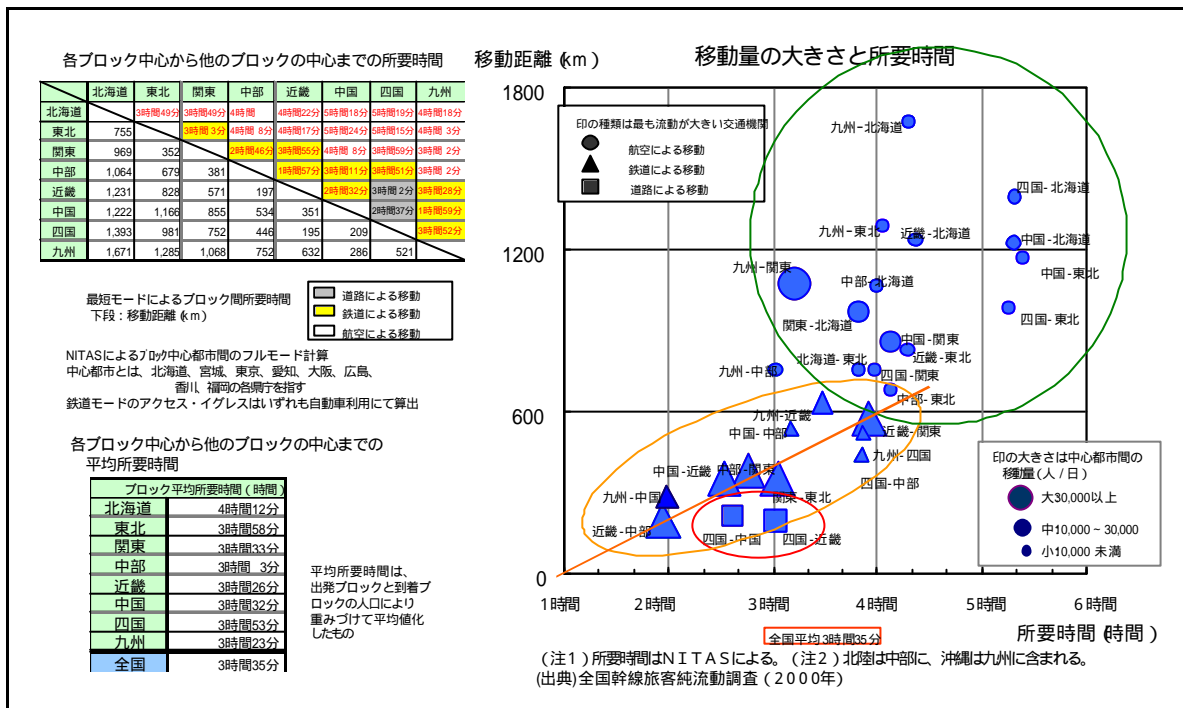 各ブロック中心から他のブロックの中心までの所要時間
北海道 東北 関東 中部 近畿 中国 四国 九州
北海道 3時間49分 3時間49分 4時間 4時間22分 5時間18分 5時間19分 4時間18分
東北 755 3時間 3分 4時間 8分 4時間17分 5時間24分 5時間15分 4時間 3分
関東 969 352 2時間46分 3時間55分 4時間 8分 3時間59分 3時間 2分
中部 1,064 679 381 1時間57分 3時間11分 3時間51分 3時間 2分
近畿 1,231 828 571 197 2時間32分 3時間 2分 3時間28分
中国 1,222 1,166 855 534 351 2時間37分 1時間59分
四国 1,393 981 752 446 195 209 3時間52分
九州 1,671 1,285 1,068 752 632 286 521
最短モードによるブロック間所要時間
下段：移動距離（km）
道路による移動
鉄道による移動
航空による移動
NITASによるブロック中心都市間のフルモード計算
中心都市とは、北海道、宮城、東京、愛知、大阪、広島、
香川、福岡の各県庁を指す
鉄道モードのアクセス・イグレスはいずれも自動車利用にて算出
各ブロック中心から他のブロックの中心までの
平均所要時間
ブロック平均所要時間（時間）
北海道 4時間12分
東北 3時間58分
関東 3時間33分
中部 3時間 3分
近畿 3時間26分
中国 3時間32分
四国 3時間53分
九州 3時間23分
全国 3時間35分
平均所要時間は、
出発ブロックと到着ブ
ロックの人口により
重みづけて平均値化
したもの
移動距離（km）
移動量の大きさと所要時間
1800
1200
600
0
印の種類は最も流動が大きい交通機関
航空による移動
鉄道による移動
道路による移動
九州-北海道
四国-北海道
九州-東北
近畿-北海道
中国-北海道
九州-関東
中国-東北
中部-北海道
関東-北海道
四国-東北
中国-関東
北海道-東北
近畿-東北
九州-中部
四国-関東
中部-東北
九州-近畿
中国-中部
近畿-関東
九州-四国
中国-近畿
中部-関東
四国-中部
九州-中国
関東-東北
近畿-中部
四国-中国
四国-近畿
印の大きさは中心都市間の
移動量（人/日）
大30,000以上
中10,000～30,000
小10,000 未満
1時間 2時間 3時間 4時間 5時間 6時間
全国平均3時間35分
所要時間（時間）
（注1）所要時間はＮＩＴＡＳによる。（注2）北陸は中部に、沖縄は九州に含まれる。
(出典)全国幹線旅客純流動調査（2000年）